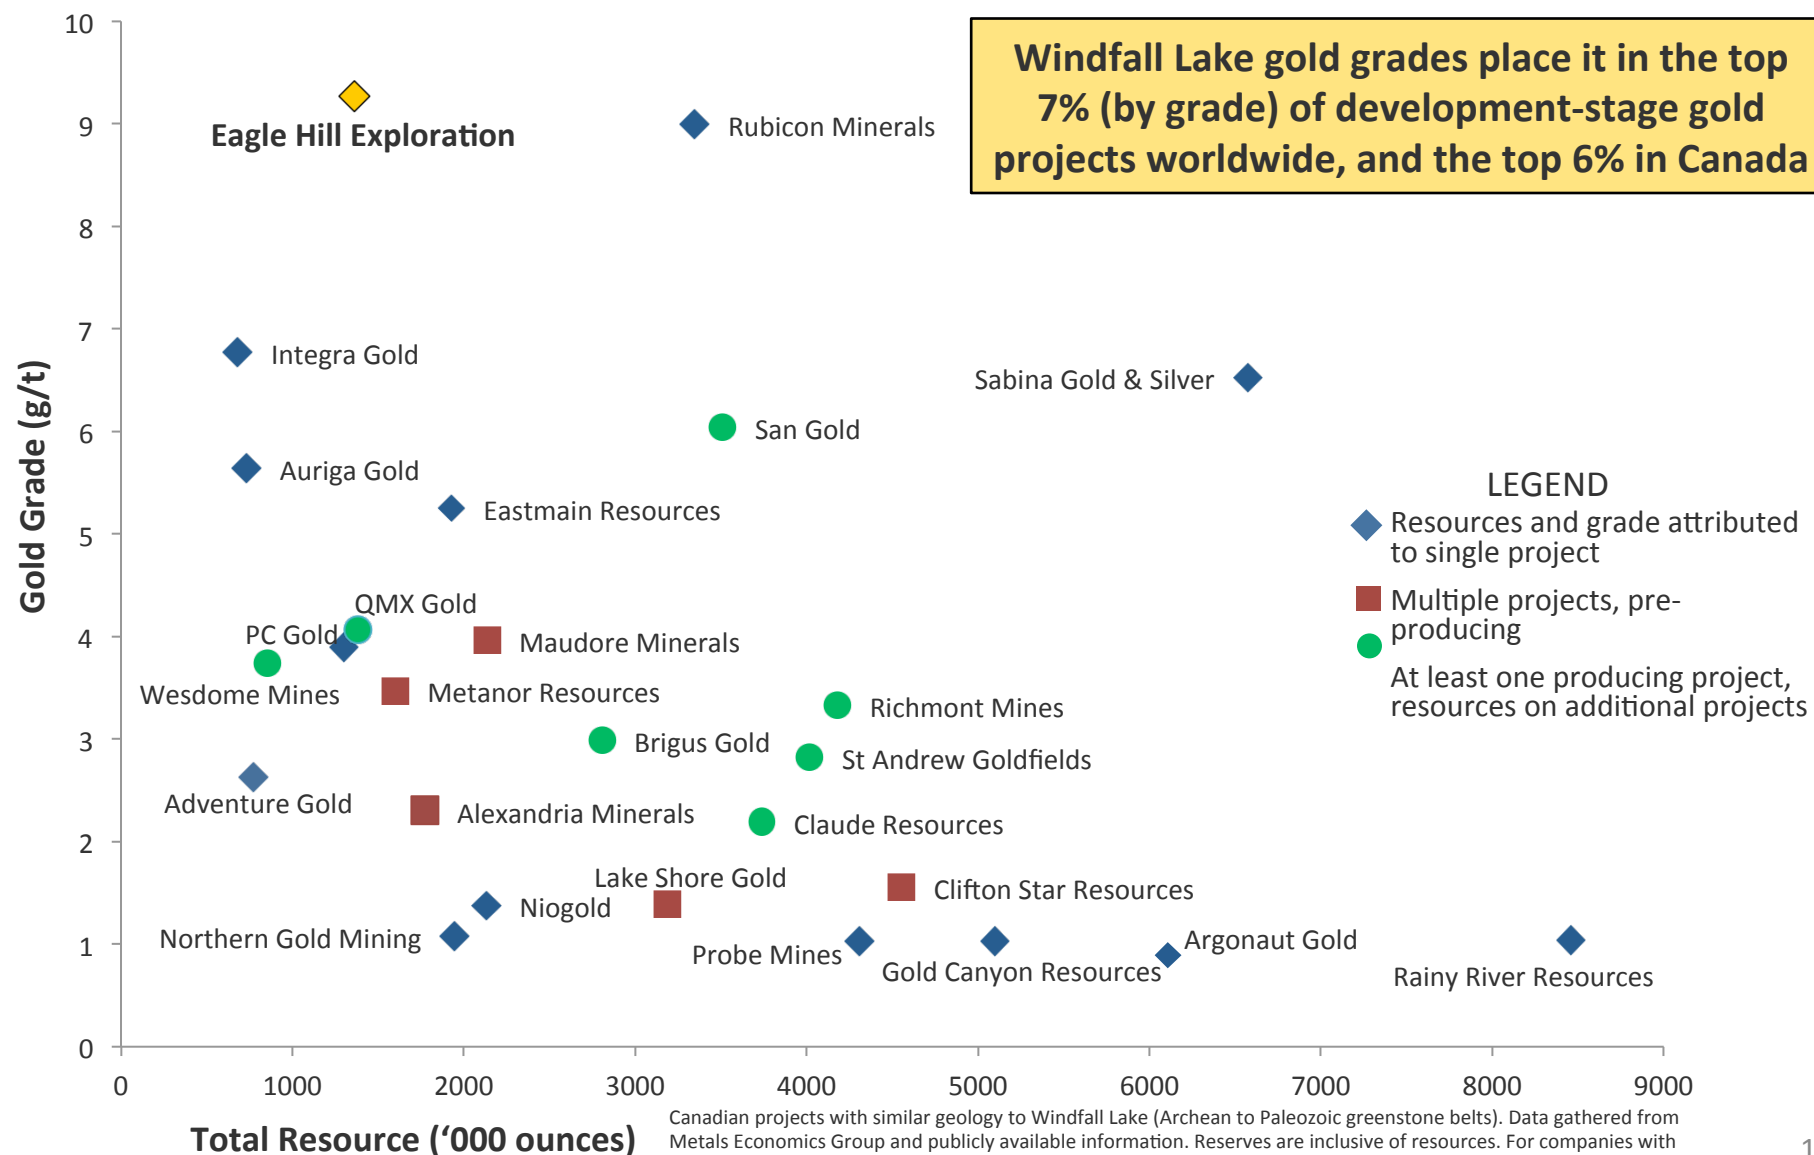 10
9
8
7
6
5
4
3
2
1
0
Gold Grade (g/t)
Windfall Lake gold grades place it in the top
7% (by grade) of development-stage gold
projects worldwide, and the top 6% in Canada
Eagle Hill Exploration
Rubicon Minerals
Integra Gold
Sabina Gold & Silver
San Gold
Auriga Gold
Eastmain Resources
LEGEND
Resources and grade attributed
to single project
Multiple projects, pre-
producing
At least one producing project,
resources on additional projects
QMX Gold
PC Gold
Maudore Minerals
Wesdome Mines
Metanor Resources
Richmont Mines
Brigus Gold
St Andrew Goldfields
Adventure Gold
Alexandria Minerals
Claude Resources
Lake Shore Gold
Clifton Star Resources
Niogold
Northern Gold Mining
Probe Mines
Gold Canyon Resources
Argonaut Gold
Rainy River Resources
0 1000 2000 3000 4000 5000 6000 7000 8000 9000
Total Resource (‘000 ounces)
Canadian projects with similar geology to Windfall Lake (Archean to Paleozoic greenstone belts). Data gathered from
Metals Economics Group and publicly available information. Reserves are inclusive of resources. For companies with
1